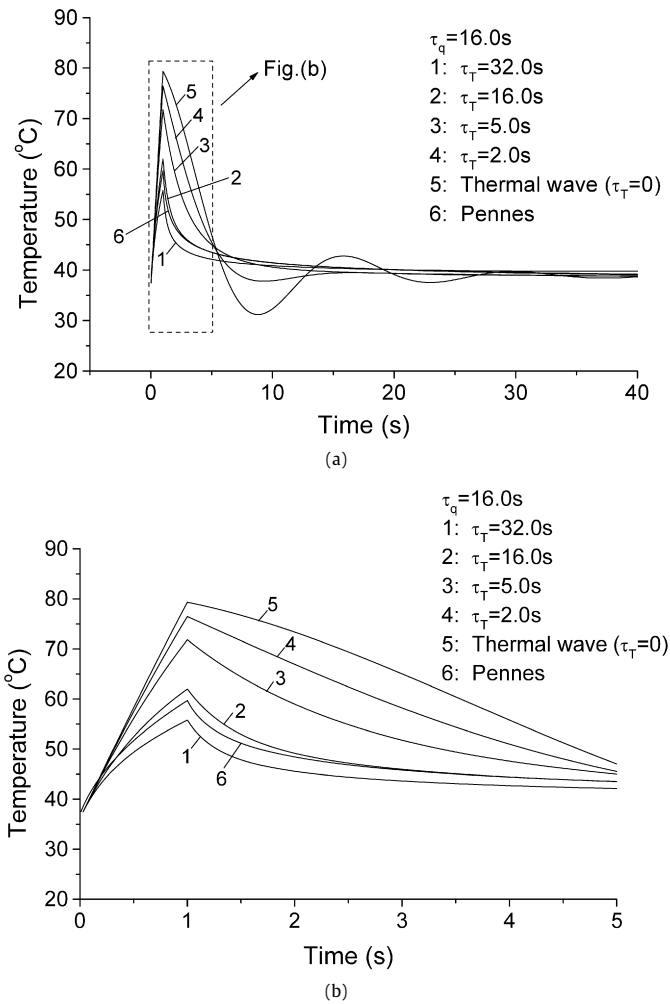 90
80
70
60
50
40
30
20
Temperature (°C)
0
10
20
30
40
Time (s)
Fig.(b)
τq=16.0s
1: τT=32.0s
2: τT=16.0s
3: τT=5.0s
4: τT=2.0s
5: Thermal wave (τT=0)
6: Pennes
5
4
3
2
6
1
(a)
τq=16.0s
1: τT=32.0s
2: τT=16.0s
3: τT=5.0s
4: τT=2.0s
5: Thermal wave (τT=0)
6: Pennes
90
80
70
60
50
40
30
20
Temperature (°C)
5
4
3
2
1
6
0
1
2
3
4
5
Time (s)
(b)